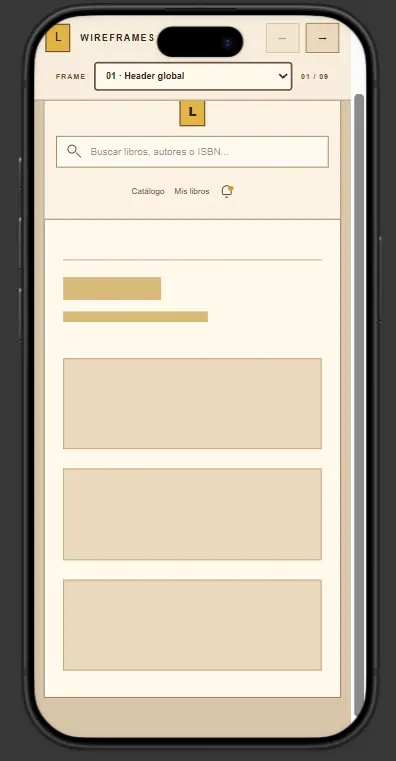 L WIREFRAMES ← →
FRAME 01 · Header global 01 / 09
L
Buscar libros, autores o ISBN...
Catálogo Mis libros